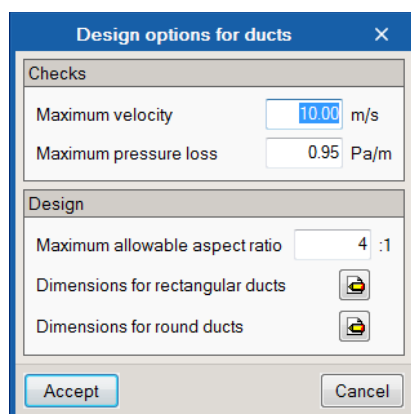 Design options for ducts
Checks
Maximum velocity 10.00 m/s
Maximum pressure loss 0.95 Pa/m
Design
Maximum allowable aspect ratio 4 :1
Dimensions for rectangular ducts
Dimensions for round ducts
Accept Cancel